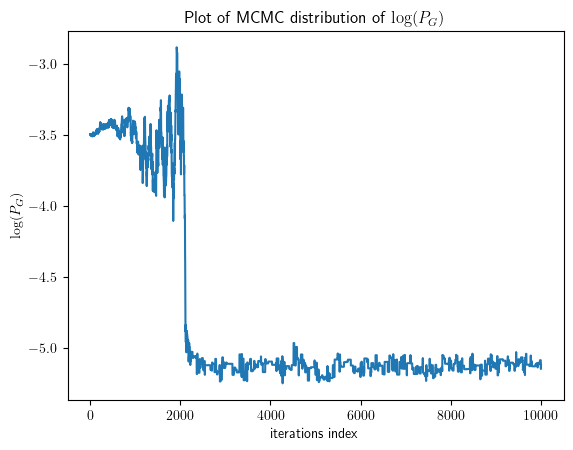 Plot of MCMC distribution of log(P_G)
−3.0
−3.5
−4.0
−4.5
−5.0
log(P_G)
0 2000 4000 6000 8000 10000
iterations index